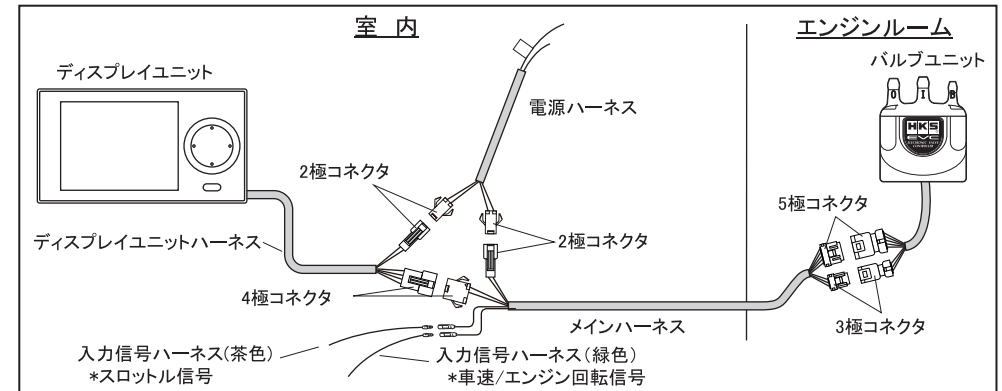 室 内
エンジンルーム
ディスプレイユニット
バルブユニット
電源ハーネス
O I B
HKS
EVC
ELECTRONIC VALVE
CONTROLLER
2極コネクタ
5極コネクタ
ディスプレイユニットハーネス
2極コネクタ
4極コネクタ
メインハーネス
3極コネクタ
入力信号ハーネス(茶色)
*スロットル信号
入力信号ハーネス(緑色)
*車速/エンジン回転信号